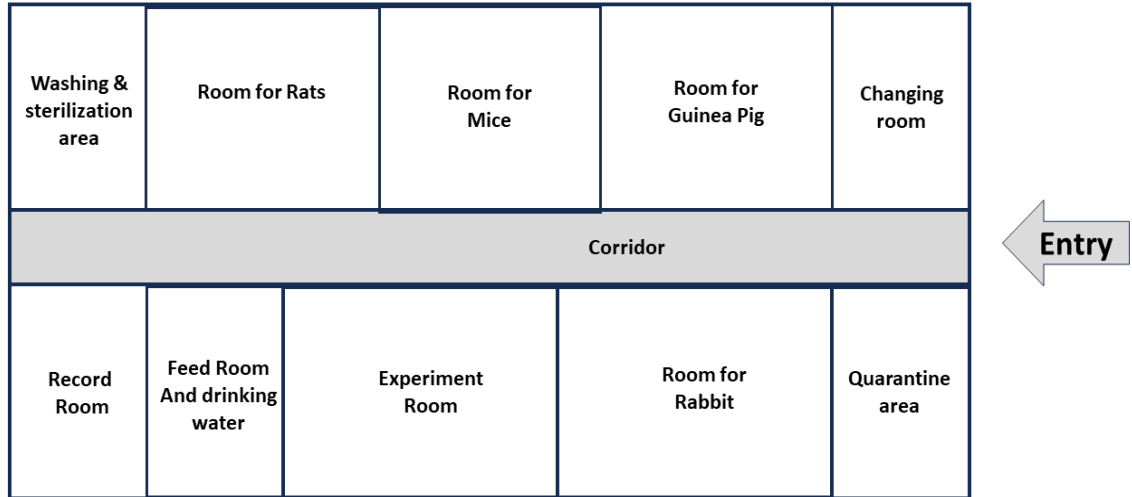 Washing &
sterilization
area
Room for Rats
Room for
Mice
Room for
Guinea Pig
Changing
room
Corridor
Entry
Record
Room
Feed Room
And drinking
water
Experiment
Room
Room for
Rabbit
Quarantine
area